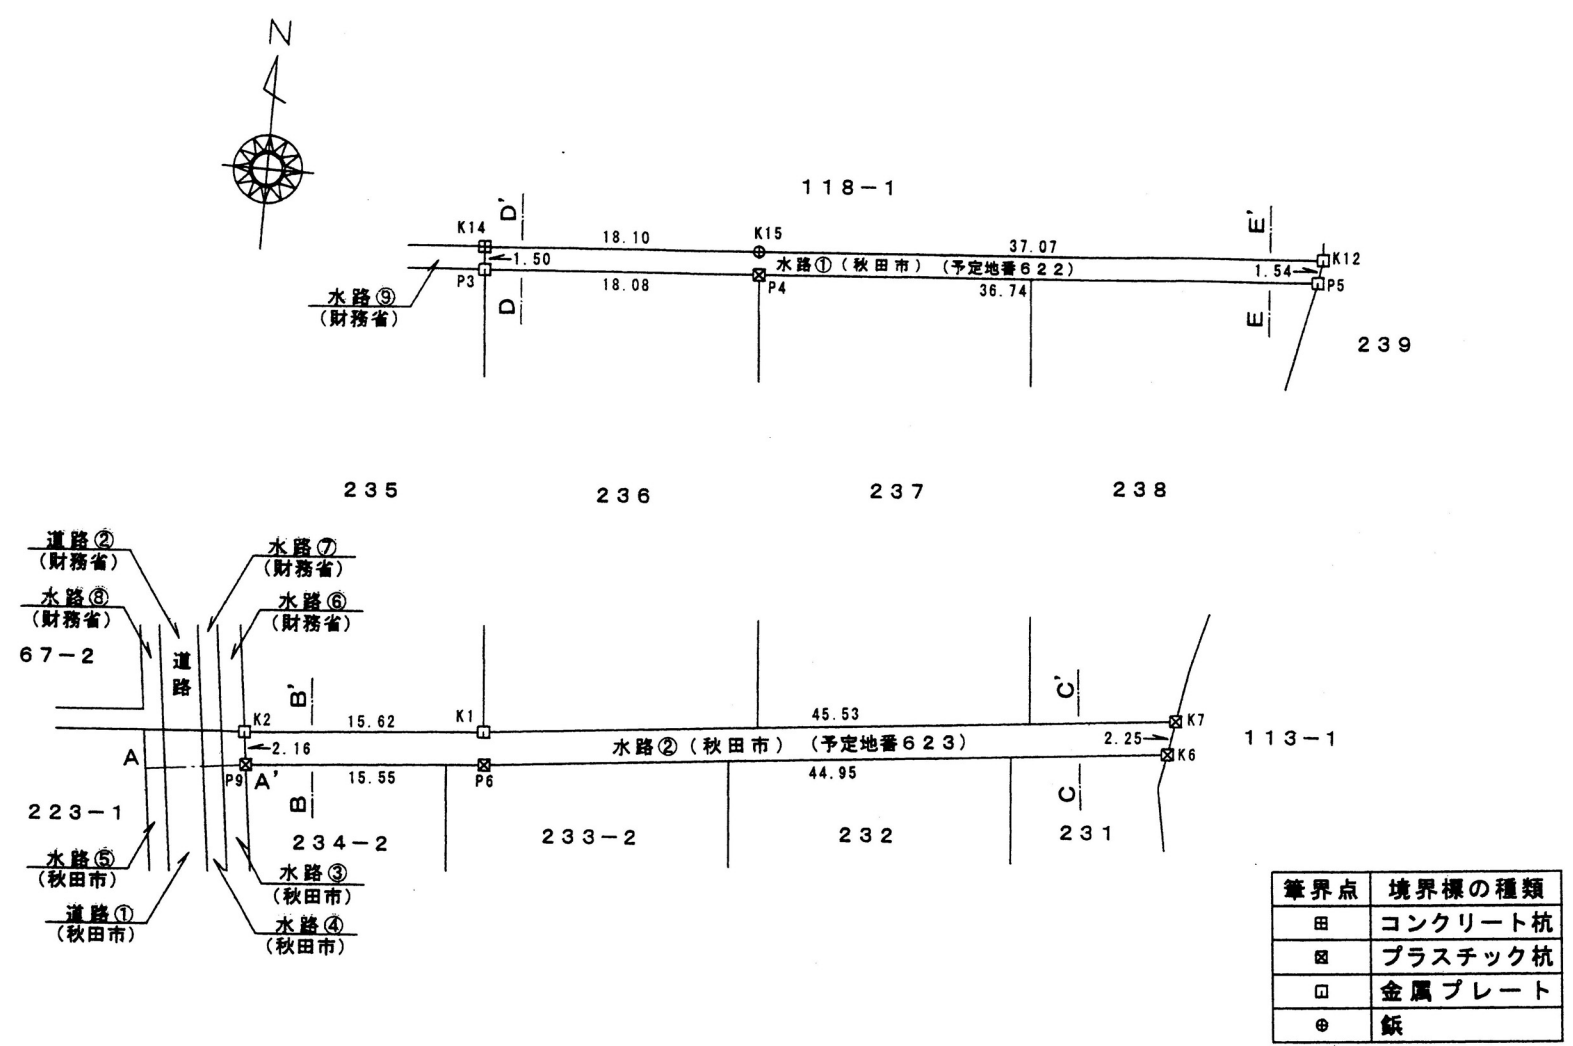 N
118-1
D'
K14
18.10
K15
37.07
E'
K12
1.50
水路①(秋田市) (予定地番622)
1.54
P3
18.08
P4
36.74
P5
水路⑨
(財務省)
D
E
239
235
236
237
238
道路②
(財務省)
水路⑦
(財務省)
水路⑧
(財務省)
水路⑥
(財務省)
67-2
道路
B'
C'
K2
15.62
K1
45.53
K7
2.16
水路②(秋田市) (予定地番623)
2.25
113-1
A
P9
A'
15.55
P6
44.95
K6
B
C
223-1
234-2
233-2
232
231
水路⑤
(秋田市)
水路③
(秋田市)
道路①
(秋田市)
水路④
(秋田市)
筆界点 境界標の種類
コンクリート杭
プラスチック杭
金属プレート
鋲